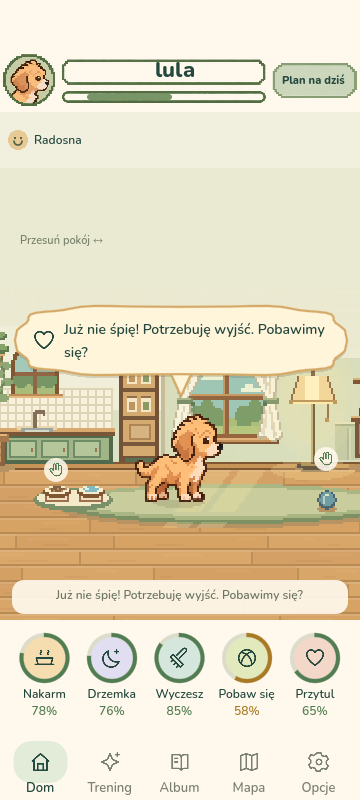 lula
Plan na dziś
Radosna
Przesuń pokój ↔
Już nie śpię! Potrzebuję wyjść. Pobawimy
się?
Już nie śpię! Potrzebuję wyjść. Pobawimy się?
Nakarm
Drzemka
Wyczesz
Pobaw się
Przytul
78%
76%
85%
58%
65%
Dom
Trening
Album
Mapa
Opcje